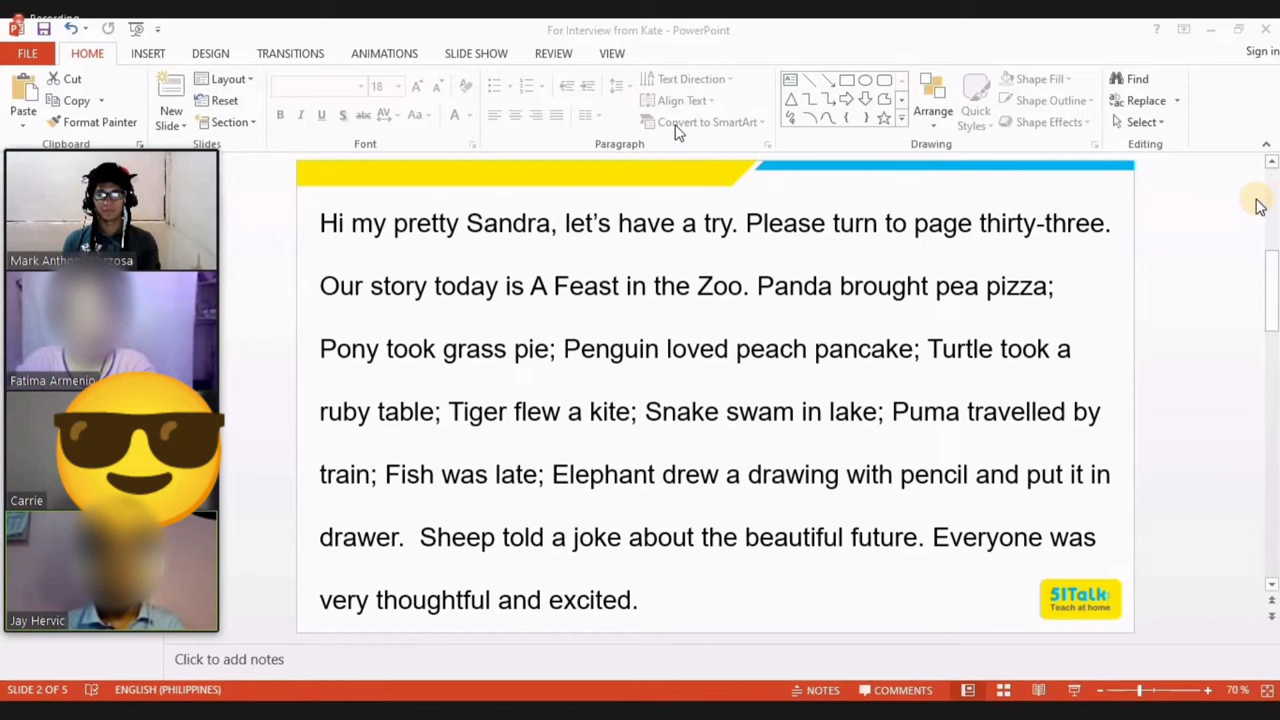 Recording
For Interview from Kate - PowerPoint
Sign in
FILE HOME INSERT DESIGN TRANSITIONS ANIMATIONS SLIDE SHOW REVIEW VIEW
Paste
Cut
Copy
Format Painter
Clipboard
New Slide
Layout
Reset
Section
Slides
18
B I U S abc AV Aa A
Font
Text Direction
Align Text
Convert to SmartArt
Paragraph
Arrange
Quick Styles
Shape Fill
Shape Outline
Shape Effects
Drawing
Find
Replace
Select
Editing
Mark Anthony
Fatima Armenio
Carrie
Jay Hervic
Hi my pretty Sandra, let’s have a try. Please turn to page thirty-three.
Our story today is A Feast in the Zoo. Panda brought pea pizza;
Pony took grass pie; Penguin loved peach pancake; Turtle took a
ruby table; Tiger flew a kite; Snake swam in lake; Puma travelled by
train; Fish was late; Elephant drew a drawing with pencil and put it in
drawer. Sheep told a joke about the beautiful future. Everyone was
very thoughtful and excited.
51Talk
Teach at home
Click to add notes
SLIDE 2 OF 5 ENGLISH (PHILIPPINES) NOTES COMMENTS 70 %